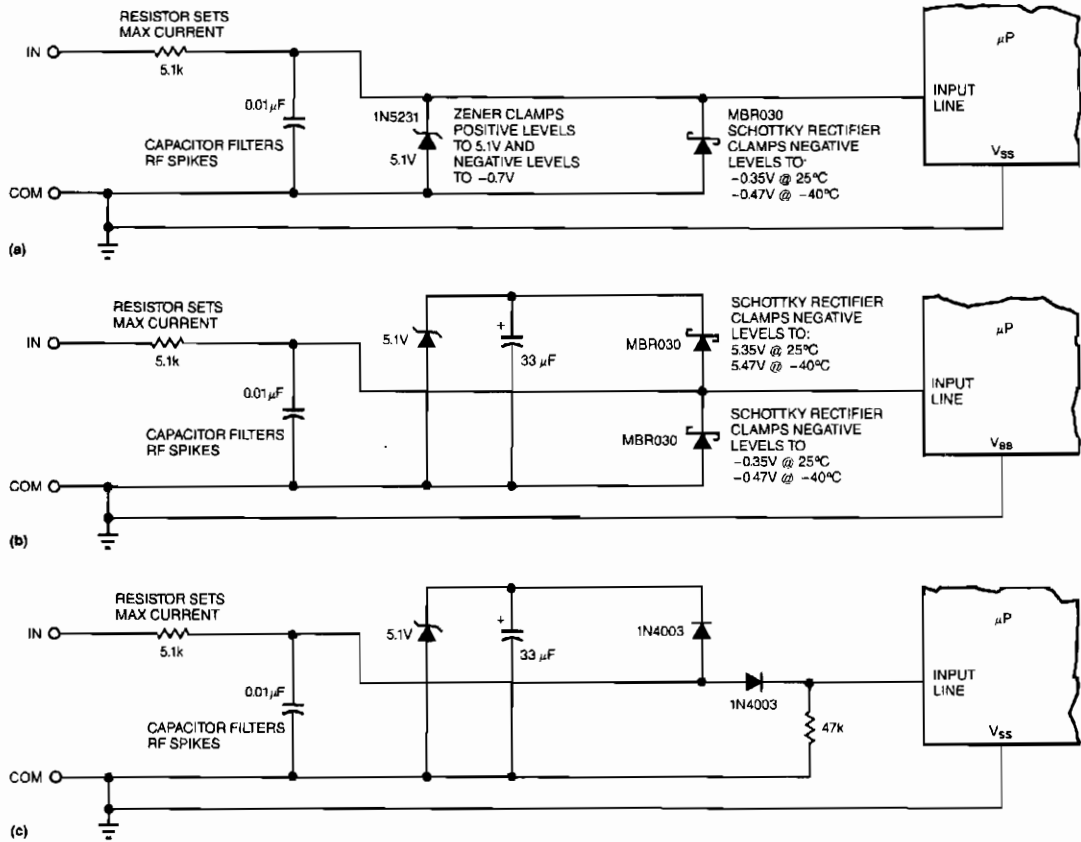 RESISTOR SETS
MAX CURRENT
IN
5.1k
0.01µF
CAPACITOR FILTERS
RF SPIKES
1N5231
5.1V
ZENER CLAMPS
POSITIVE LEVELS
TO 5.1V AND
NEGATIVE LEVELS
TO −0.7V
MBR030
SCHOTTKY RECTIFIER
CLAMPS NEGATIVE
LEVELS TO:
−0.35V @ 25°C
−0.47V @ −40°C
µP
INPUT
LINE
VSS
COM
(a)
RESISTOR SETS
MAX CURRENT
IN
5.1k
0.01µF
CAPACITOR FILTERS
RF SPIKES
5.1V
+
33 µF
MBR030
SCHOTTKY RECTIFIER
CLAMPS NEGATIVE
LEVELS TO:
5.35V @ 25°C
5.47V @ −40°C
MBR030
SCHOTTKY RECTIFIER
CLAMPS NEGATIVE
LEVELS TO
−0.35V @ 25°C
−0.47V @ −40°C
µP
INPUT
LINE
VSS
COM
(b)
RESISTOR SETS
MAX CURRENT
IN
5.1k
0.01µF
CAPACITOR FILTERS
RF SPIKES
5.1V
+
33 µF
1N4003
1N4003
47k
µP
INPUT
LINE
VSS
COM
(c)